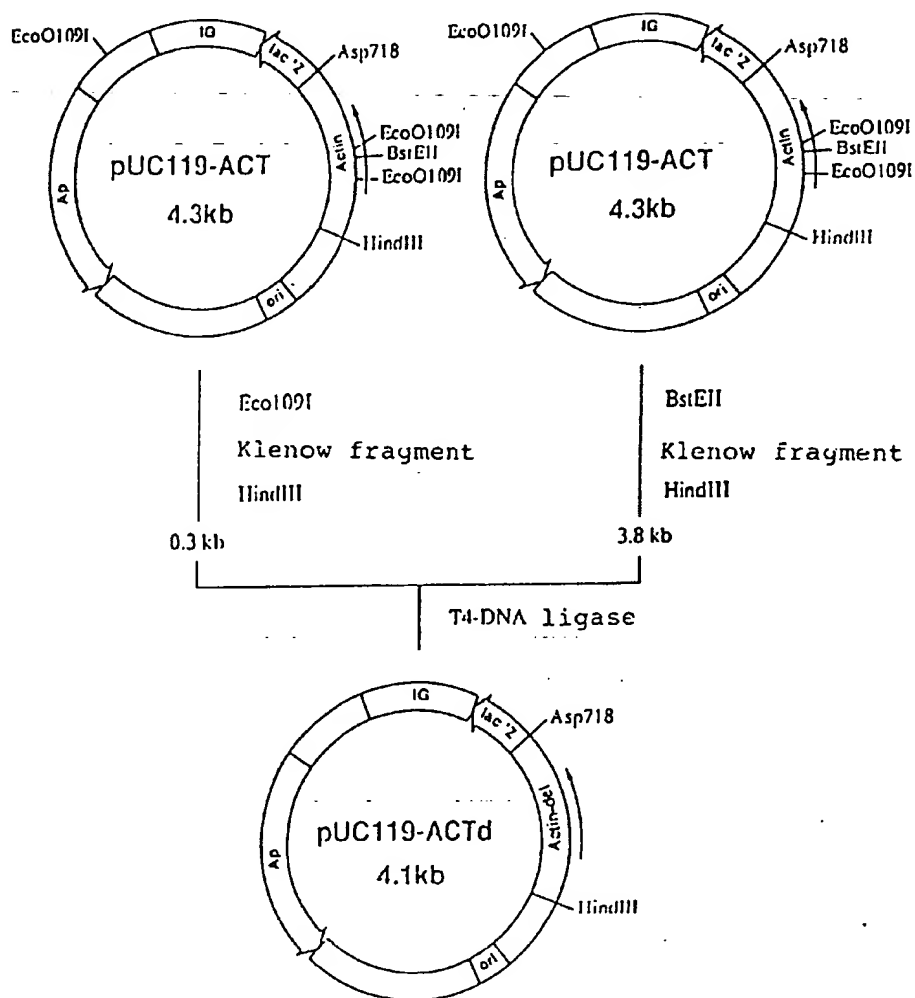 EcoO109I
IG
lac 'Z
Asp718
EcoO109I
BstEII
EcoO109I
Actin
Ap
pUC119-ACT
4.3kb
HindIII
ori
EcoO109I
IG
lac 'Z
Asp718
EcoO109I
BstEII
EcoO109I
Actin
Ap
pUC119-ACT
4.3kb
HindIII
ori
Eco109I
Klenow fragment
HindIII
0.3 kb
BstEII
Klenow fragment
HindIII
3.8 kb
T4-DNA ligase
IG
lac 'Z
Asp718
Actin-del
Ap
pUC119-ACTd
4.1kb
HindIII
ori